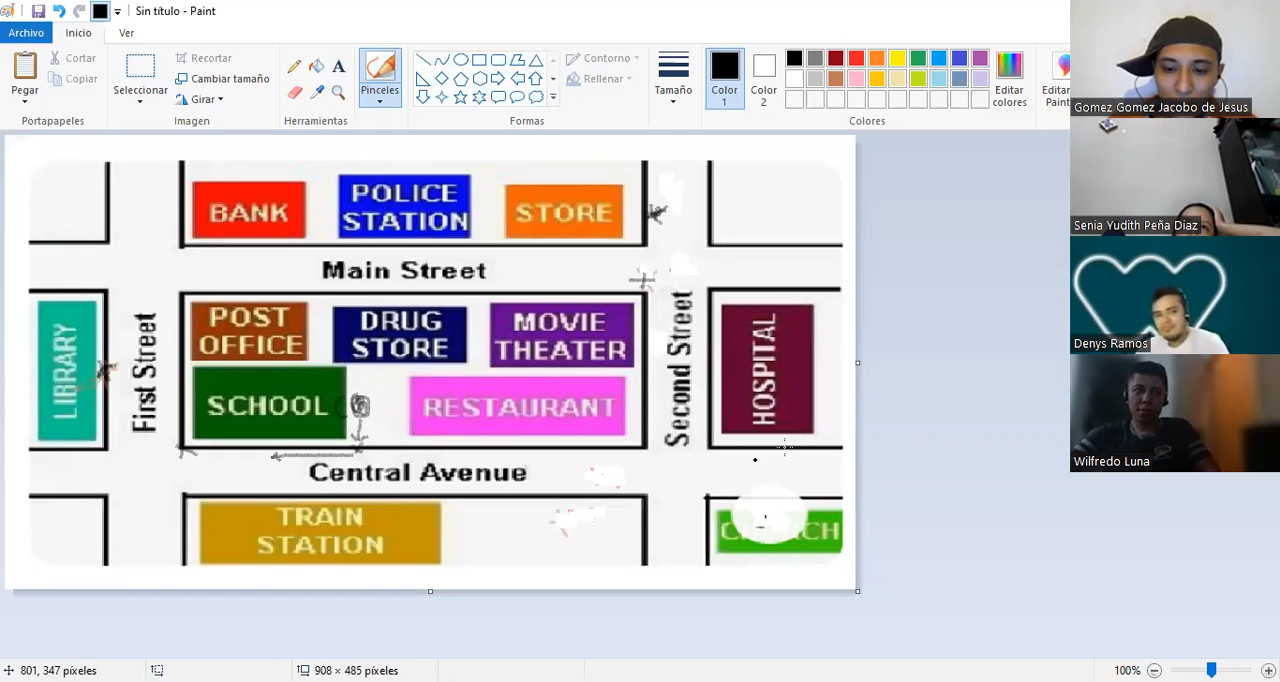 Sin título - Paint
Archivo Inicio Ver
Pegar
Cortar
Copiar
Portapapeles
Seleccionar
Recortar
Cambiar tamaño
Girar
Imagen
A
Herramientas
Pinceles
Contorno
Rellenar
Formas
Tamaño
Color 1
Color 2
Editar colores
Colores
BANK
POLICE STATION
STORE
Main Street
LIBRARY
First Street
POST OFFICE
DRUG STORE
MOVIE THEATER
SCHOOL
RESTAURANT
Second Street
HOSPITAL
Central Avenue
TRAIN STATION
Gomez Gomez Jacobo de Jesus
Senia Yudith Peña Diaz
Denys Ramos
Wilfredo Luna
801, 347 píxeles
908 × 485 píxeles
100%